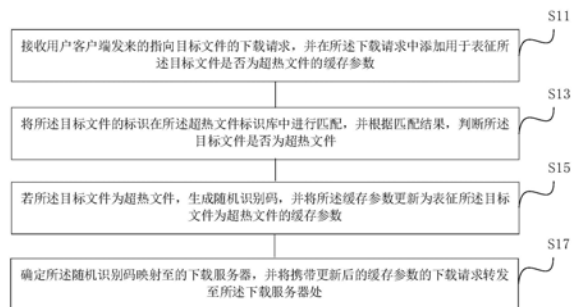 S11
接收用户客户端发来的指向目标文件的下载请求，并在所述下载请求中添加用于表征所
述目标文件是否为超热文件的缓存参数
S13
将所述目标文件的标识在所述超热文件标识库中进行匹配，并根据匹配结果，判断所述
目标文件是否为超热文件
S15
若所述目标文件为超热文件，生成随机识别码，并将所述缓存参数更新为表征所述目标
文件为超热文件的缓存参数
S17
确定所述随机识别码映射至的下载服务器，并将携带更新后的缓存参数的下载请求转发
至所述下载服务器处